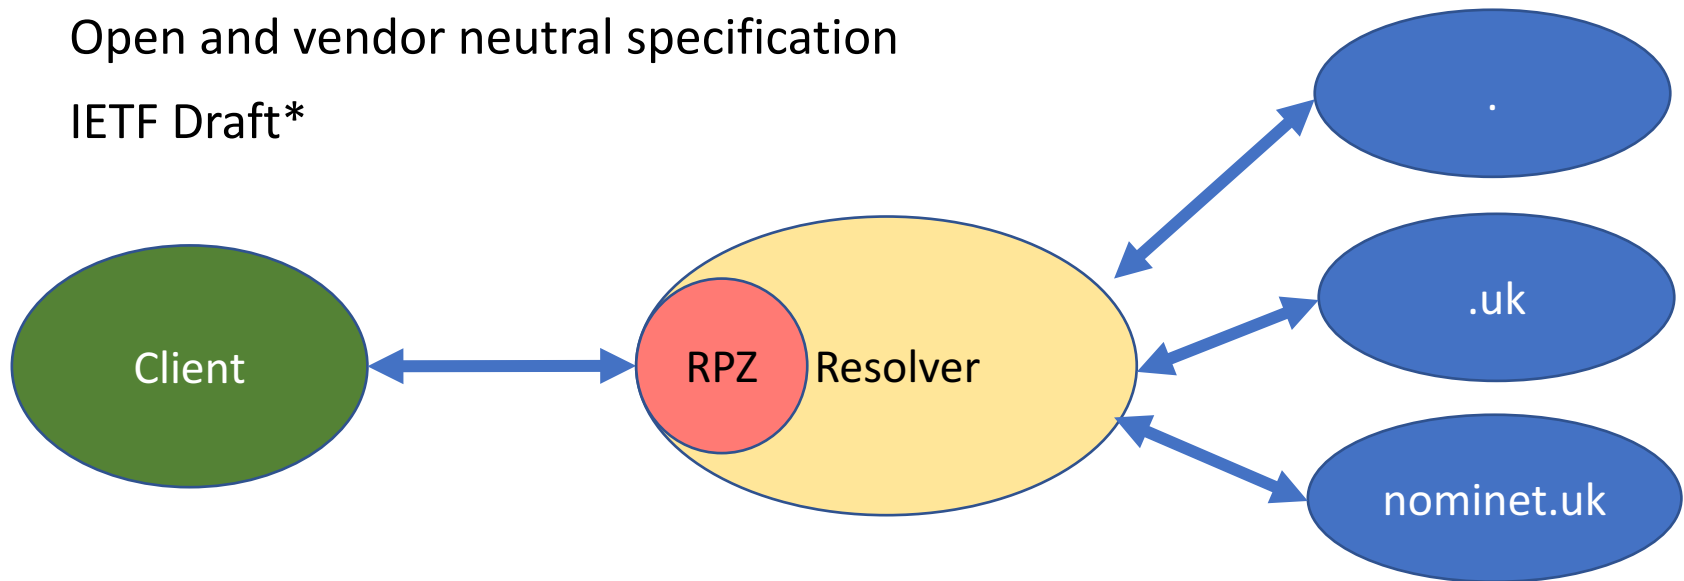 Open and vendor neutral specification
IETF Draft*
.
.uk
Client
RPZ
Resolver
nominet.uk